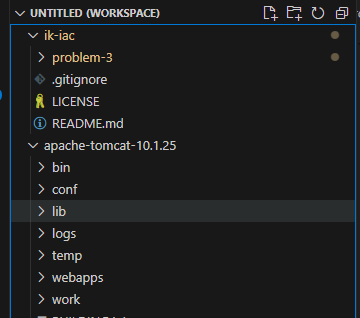 UNTITLED (WORKSPACE)
ik-iac
problem-3
.gitignore
LICENSE
README.md
apache-tomcat-10.1.25
bin
conf
lib
logs
temp
webapps
work